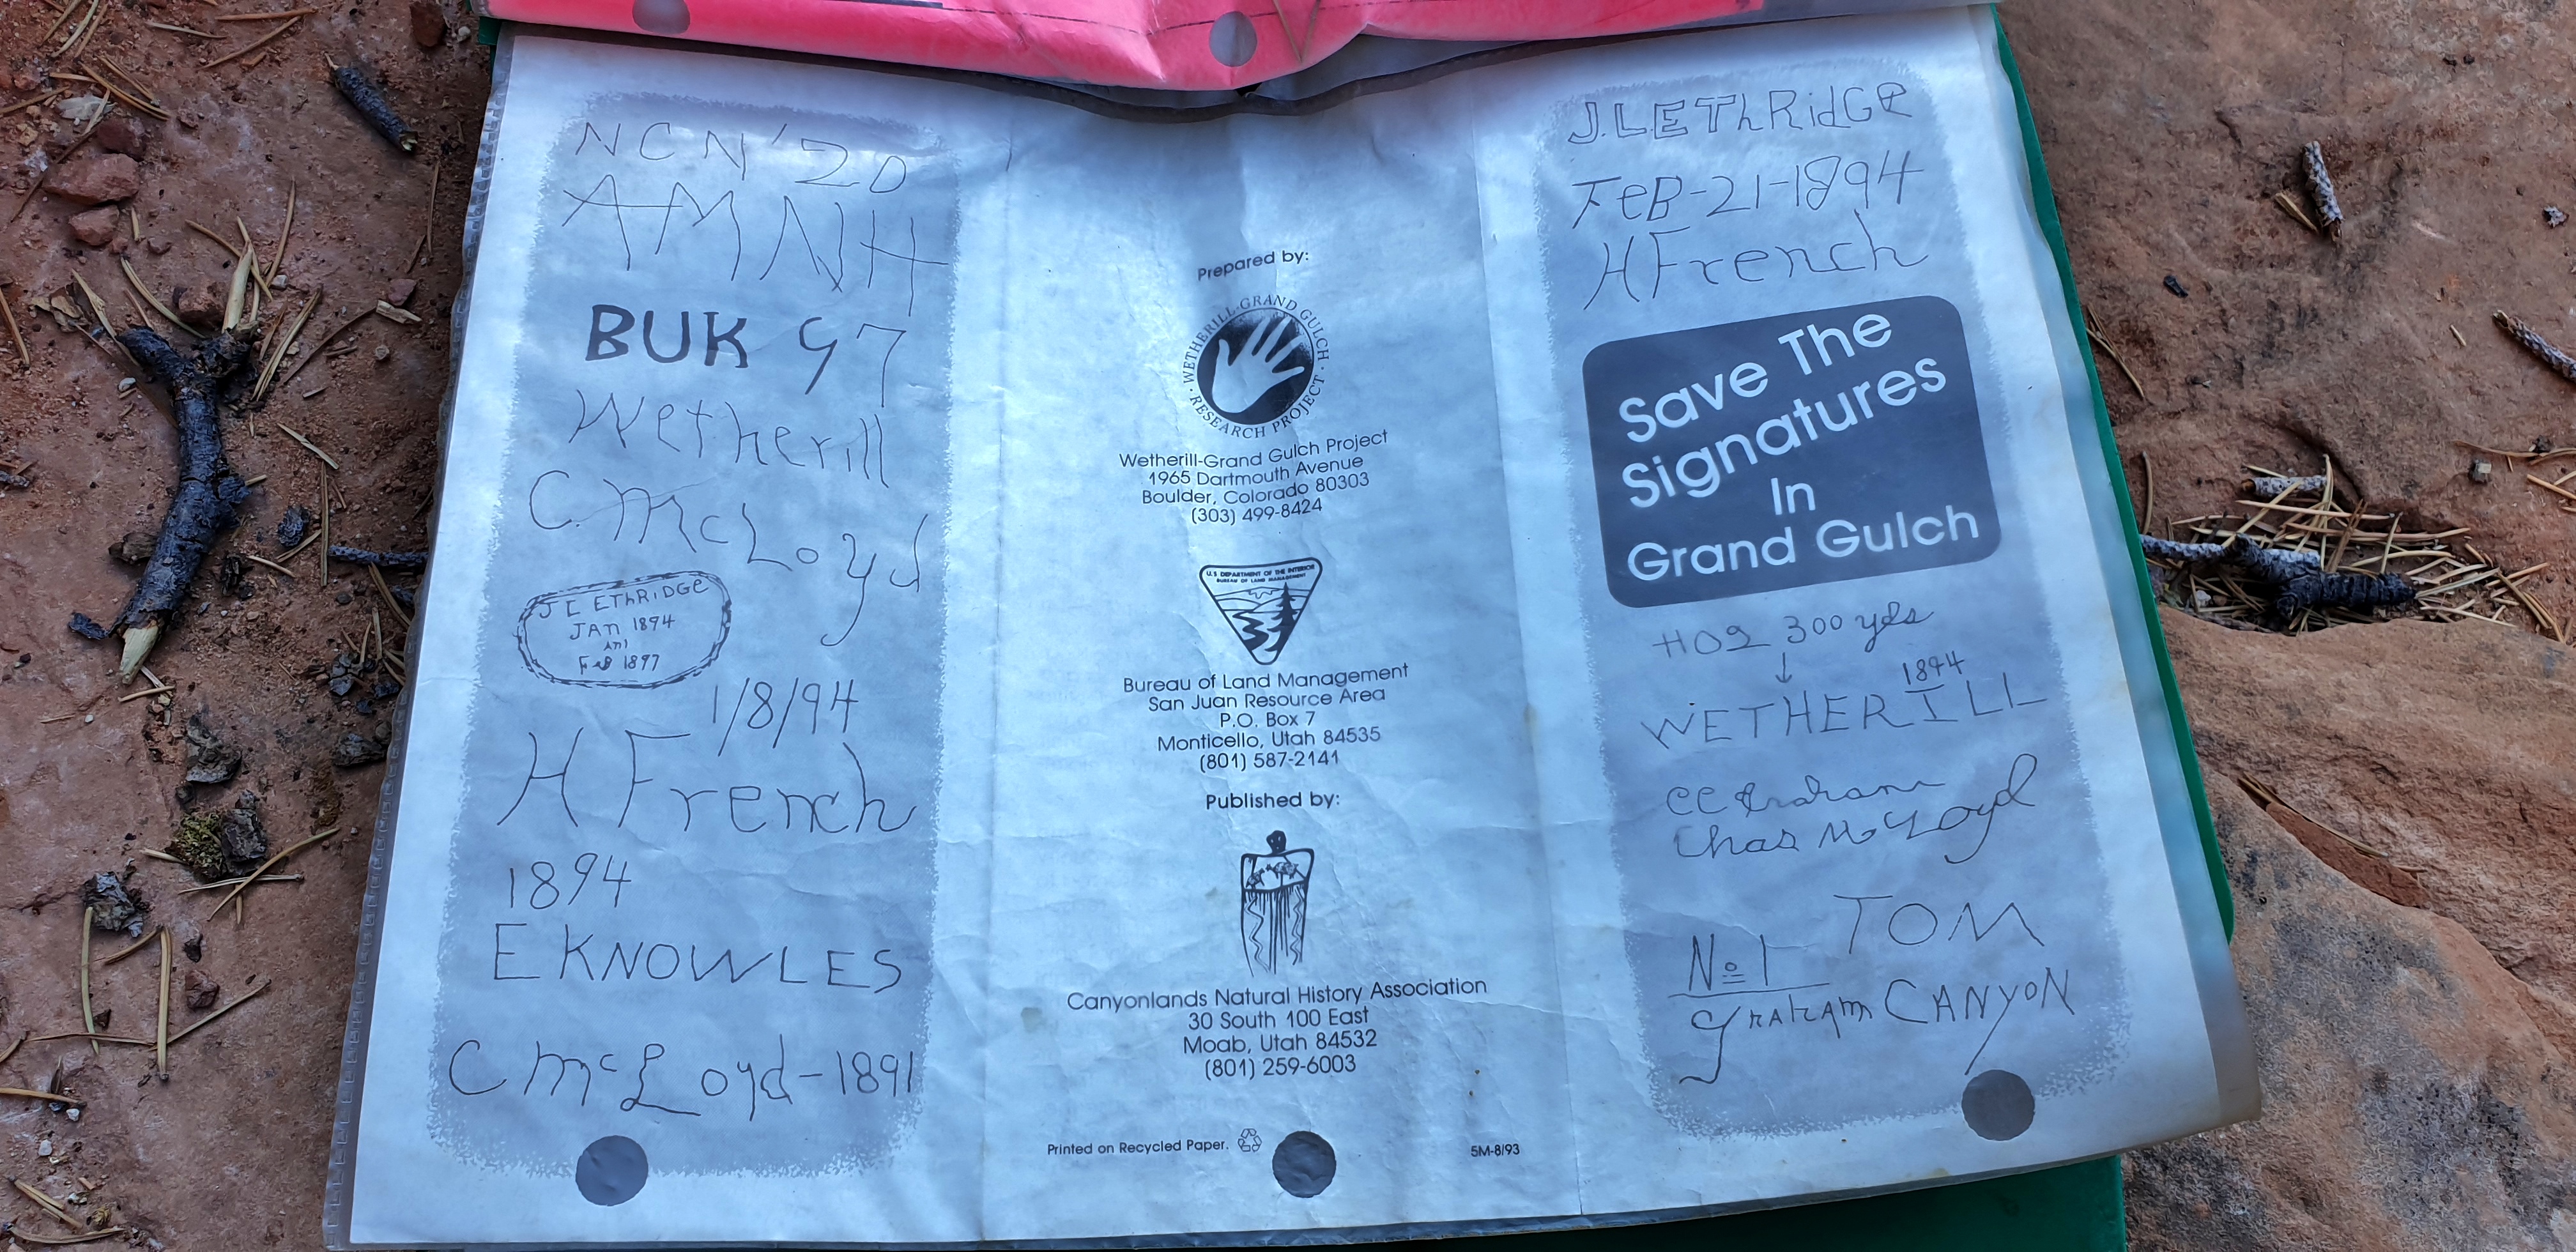 NCN '20
AMNH
BUK 97
Wetherill
C. McLoyd
J L ETHRIDGE
JAN 1894
AND
FEB 1897
1/8/94
H French
1894
E KNOWLES
C McLoyd-1891
Prepared by:
· WETHERILL·GRAND GULCH · RESEARCH PROJECT
Wetherill-Grand Gulch Project
1965 Dartmouth Avenue
Boulder, Colorado 80303
(303) 499-8424
U.S. DEPARTMENT OF THE INTERIOR
BUREAU OF LAND MANAGEMENT
Bureau of Land Management
San Juan Resource Area
P.O. Box 7
Monticello, Utah 84535
(801) 587-2141
Published by:
Canyonlands Natural History Association
30 South 100 East
Moab, Utah 84532
(801) 259-6003
Printed on Recycled Paper.
5M-8/93
J.L.EThRidGe
FeB-21-1894
H French
Save The
Signatures
In
Grand Gulch
300 yds
↓
1894
WETHERILL
CC Graham
Chas McLoyd
TOM
No 1
Graham CANYON